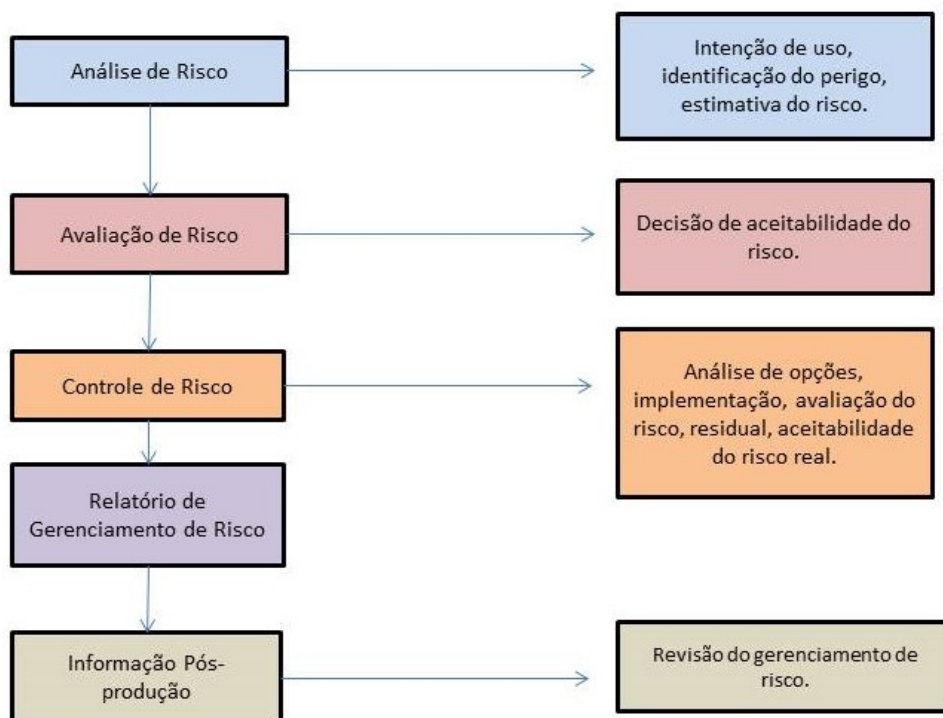 Análise de Risco
Intenção de uso,
identificação do perigo,
estimativa do risco.
Avaliação de Risco
Decisão de aceitabilidade do
risco.
Controle de Risco
Análise de opções,
implementação, avaliação do
risco, residual, aceitabilidade
do risco real.
Relatório de
Gerenciamento de Risco
Informação Pós-
produção
Revisão do gerenciamento de
risco.